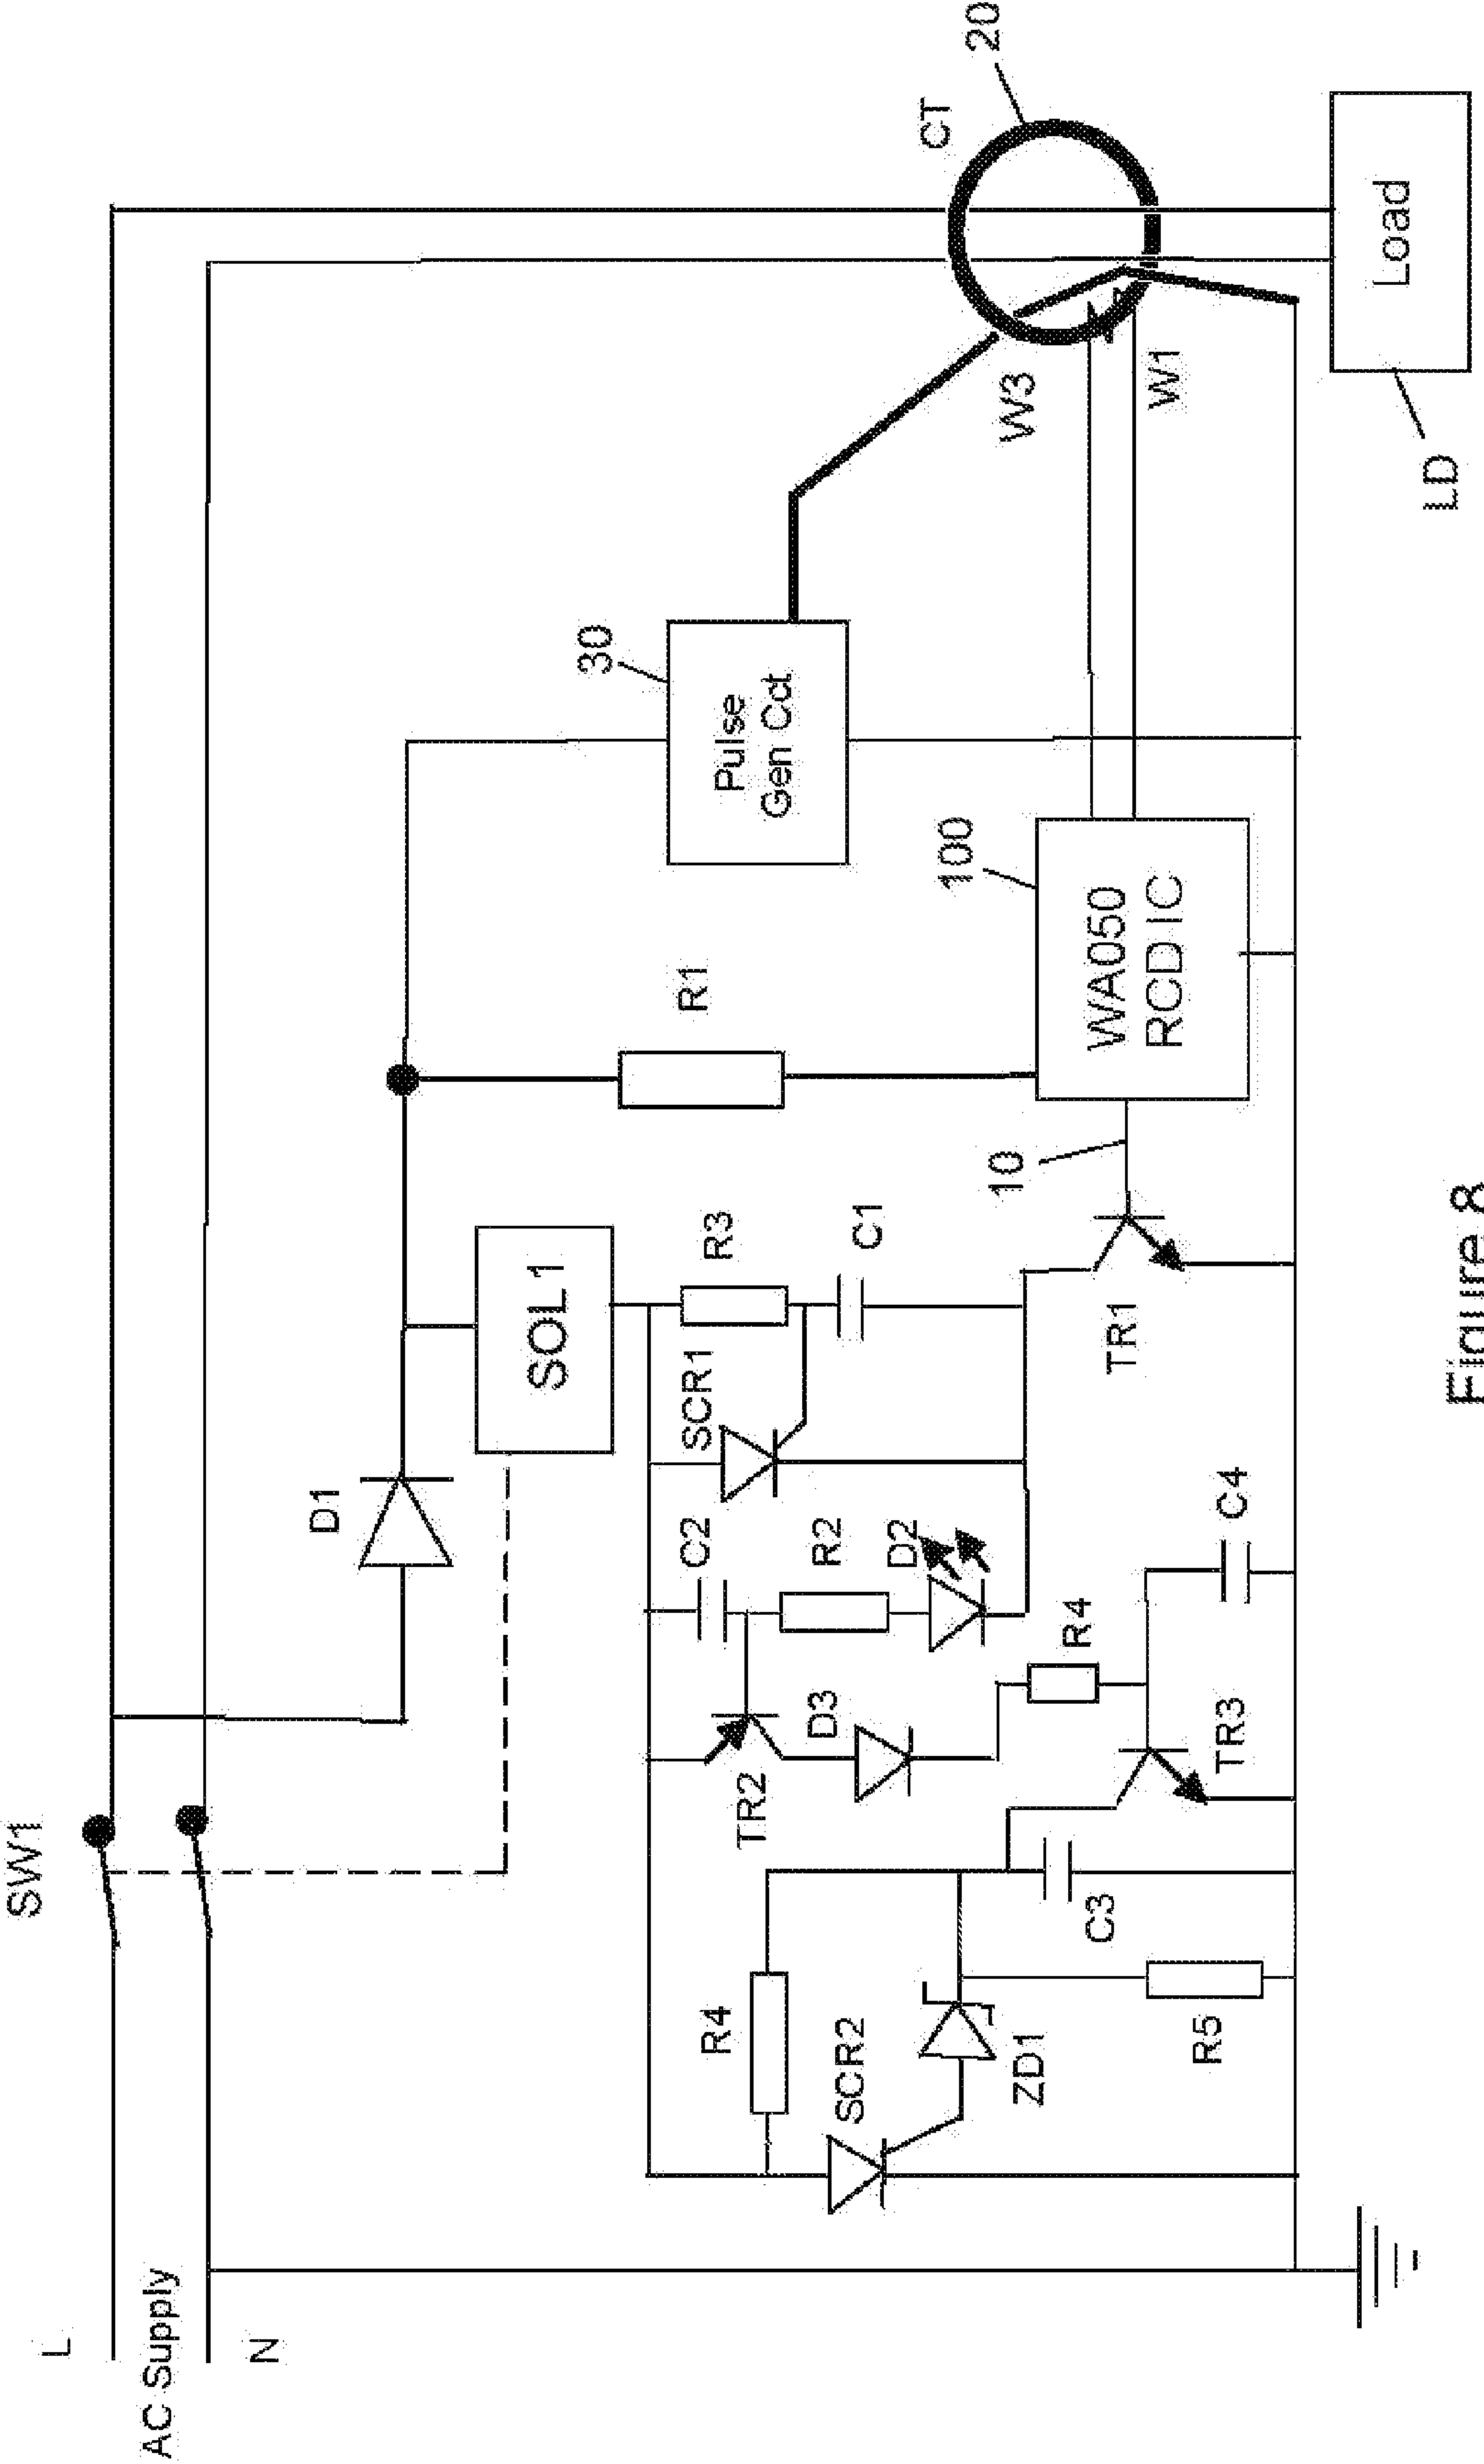 L
AC Supply
N
SW1
D1
SOL1
R3
C1
SCR1
C2
R2
D2
TR2
D3
R4
TR3
C4
R4
SCR2
ZD1
C3
R5
TR1
10
R1
100
WA050
RCD IC
30
Pulse
Gen Cct
W3
W1
CT
20
Load
LD
Figure 8